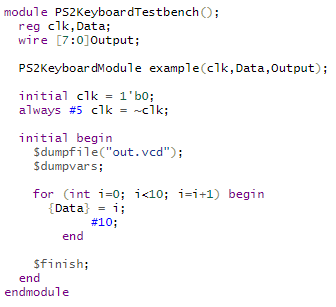 module PS2KeyboardTestbench();
  reg clk,Data;
  wire [7:0]Output;

  PS2KeyboardModule example(clk,Data,Output);

  initial clk = 1'b0;
  always #5 clk = ~clk;

  initial begin
    $dumpfile("out.vcd");
    $dumpvars;

    for (int i=0; i<10; i=i+1) begin
      {Data} = i;
           #10;
        end

    $finish;
  end
endmodule